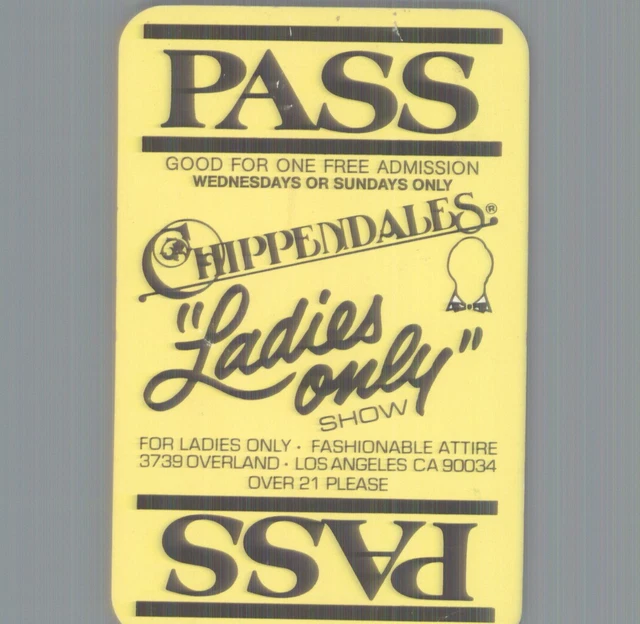 PASS
GOOD FOR ONE FREE ADMISSION
WEDNESDAYS OR SUNDAYS ONLY
CHIPPENDALES®
"Ladies
only"
SHOW
FOR LADIES ONLY · FASHIONABLE ATTIRE
3739 OVERLAND · LOS ANGELES CA 90034
OVER 21 PLEASE
PASS